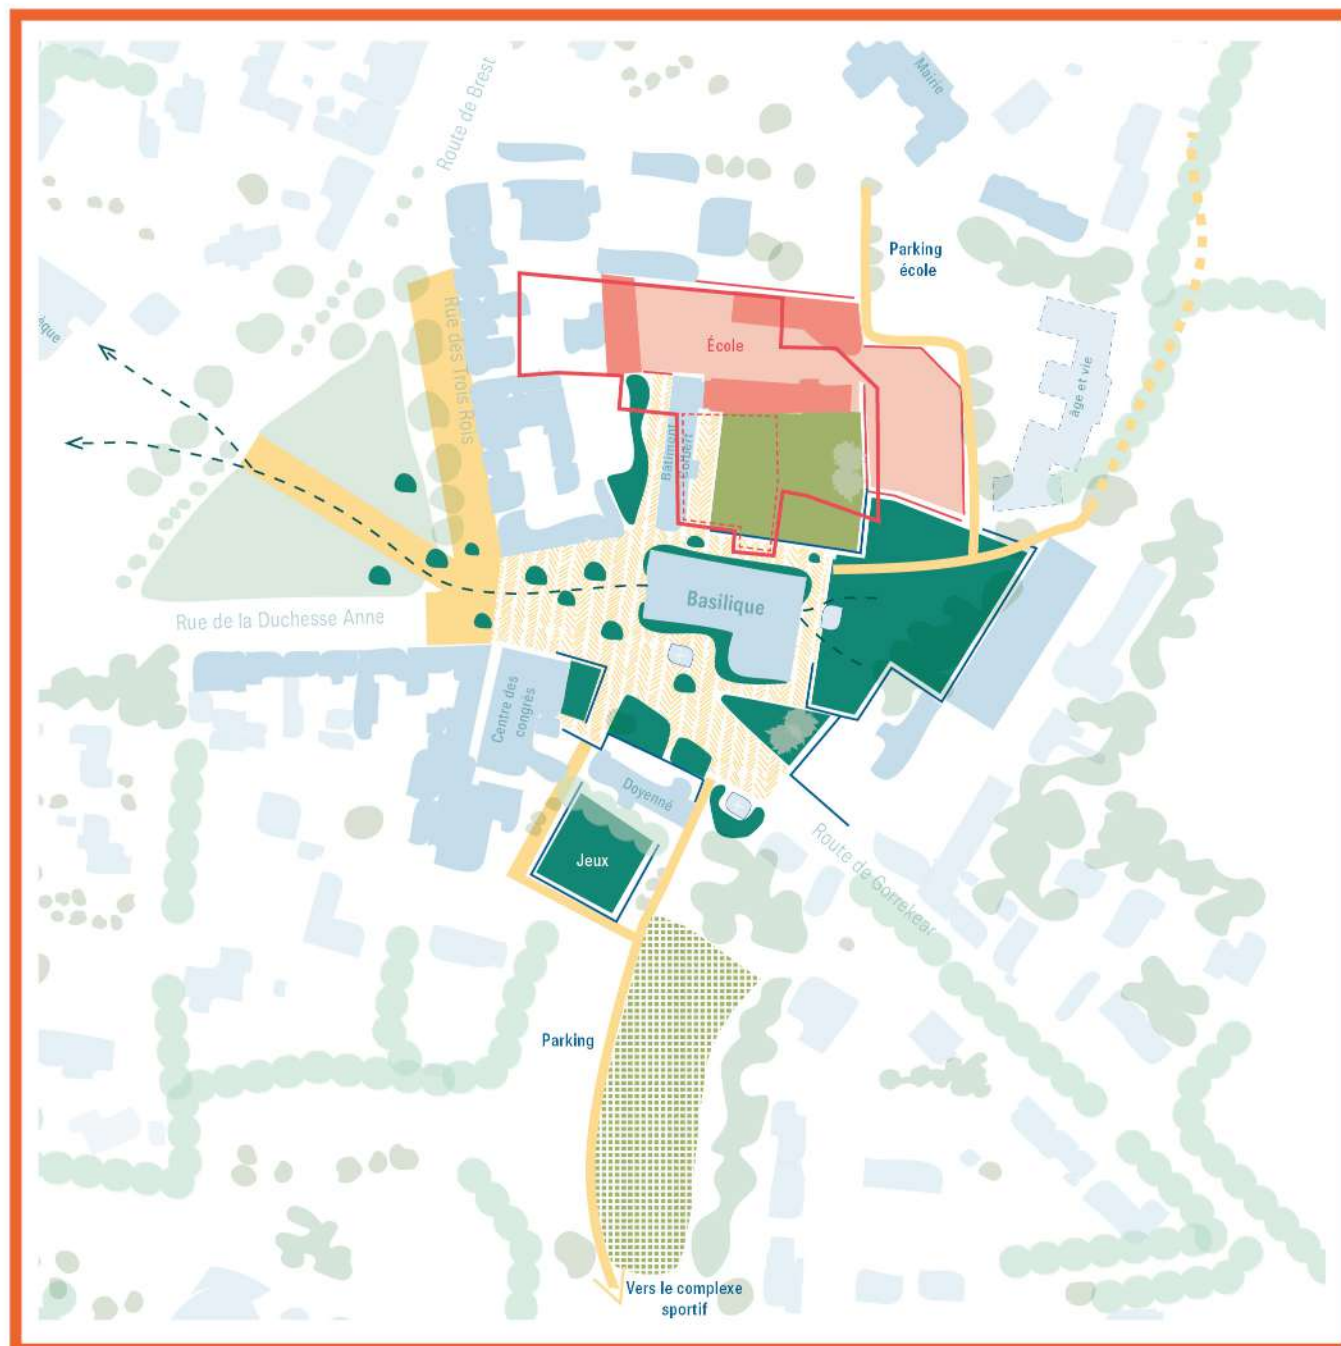 Mairie
Route de Brest
Parking
école
èque
Rue des Trois Rois
École
âge et vie
Bâtiment
Basilique
Rue de la Duchesse Anne
Centre des
congrès
Doyenné
Jeux
Route de Gorrekear
Parking
Vers le complexe
sportif